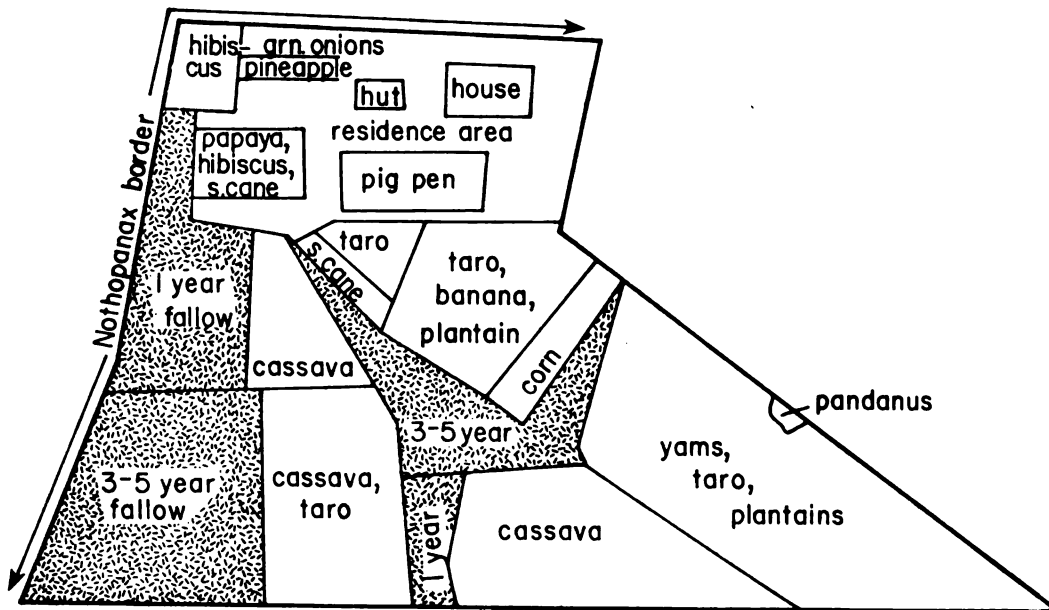 hibis- grn. onions
cus pineapple
hut
house
residence area
papaya,
hibiscus,
s.cane
pig pen
Nothopanax border
taro
s. cane
taro,
banana,
plantain
1 year
fallow
cassava
corn
pandanus
3-5 year
yams,
taro,
plantains
3-5 year
fallow
cassava,
taro
1 year
cassava